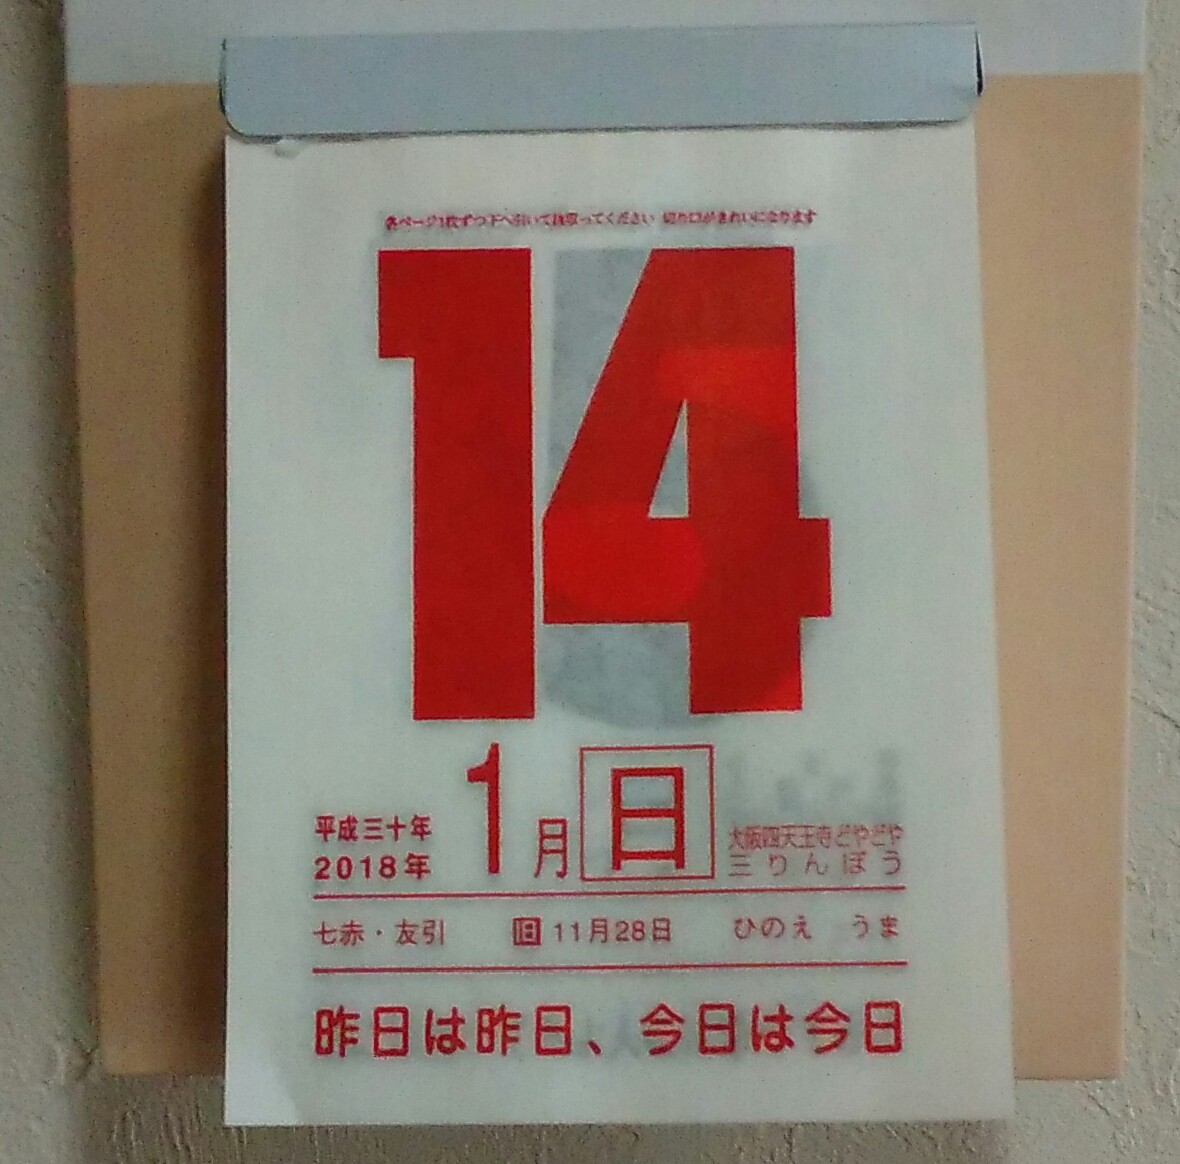 各ページ1枚ずつ下へ引いて抜取ってください 切り口がきれいになります
14
平成三十年
2018年
1月
日
大阪四天王寺どやどや
三りんぼう
七赤・友引 旧11月28日 ひのえ うま
昨日は昨日、今日は今日